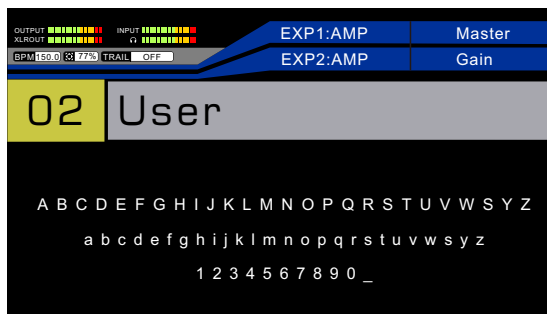 OUTPUT INPUT EXP1:AMP Master
XLROUT
BPM 150.0 77% TRAIL OFF EXP2:AMP Gain
02 User
A B C D E F G H I J K L M N O P Q R S T U V W S Y Z
a b c d e f g h i j k l m n o p q r s t u v w s y z
1 2 3 4 5 6 7 8 9 0 _